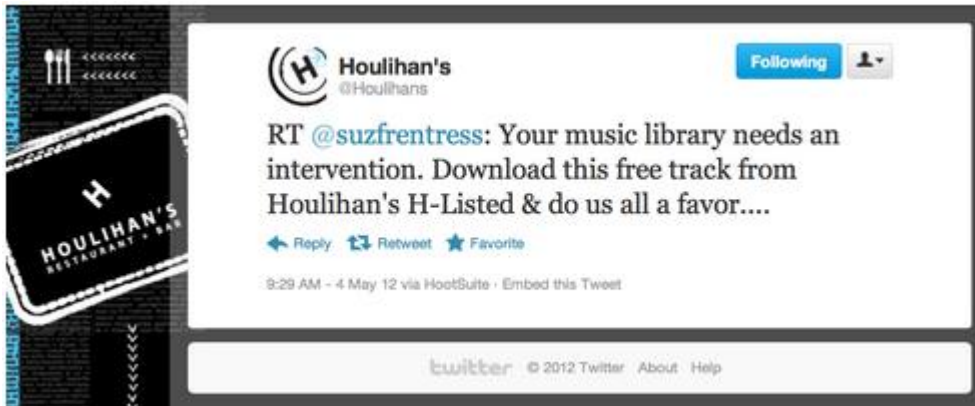 Houlihan's
@Houlihans
Following
RT @suzfrentress: Your music library needs an
intervention. Download this free track from
Houlihan's H-Listed & do us all a favor....
Reply Retweet Favorite
9:29 AM - 4 May 12 via HootSuite · Embed this Tweet
H
HOULIHAN'S
RESTAURANT + BAR
twitter © 2012 Twitter About Help